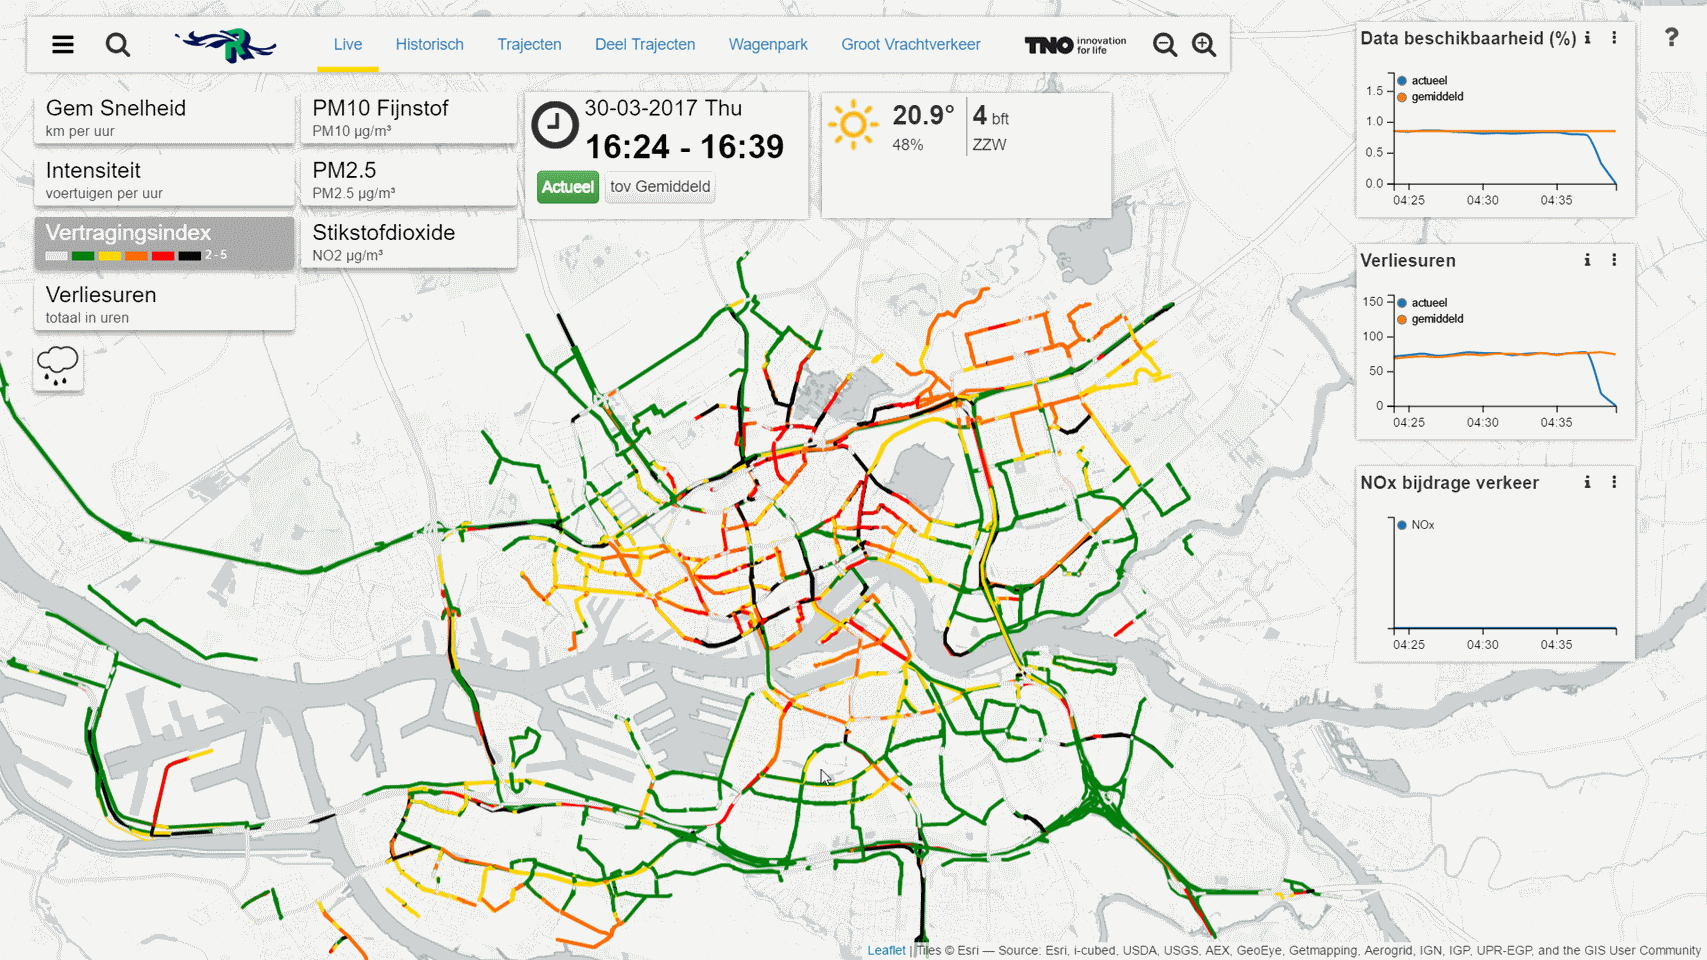 Live
Historisch
Trajecten
Deel Trajecten
Wagenpark
Groot Vrachtverkeer
TNO innovation for life
R
?
Gem Snelheid
km per uur
Intensiteit
voertuigen per uur
Vertragingsindex
2 - 5
Verliesuren
totaal in uren
PM10 Fijnstof
PM10 µg/m³
PM2.5
PM2.5 µg/m³
Stikstofdioxide
NO2 µg/m³
30-03-2017 Thu
16:24 - 16:39
Actueel
tov Gemiddeld
20.9°
48%
4 bft
ZZW
Data beschikbaarheid (%)
actueel
gemiddeld
1.5
1.0
0.5
0.0
04:25
04:30
04:35
Verliesuren
actueel
gemiddeld
150
100
50
0
04:25
04:30
04:35
NOx bijdrage verkeer
NOx
04:25
04:30
04:35
Leaflet | Tiles © Esri — Source: Esri, i-cubed, USDA, USGS, AEX, GeoEye, Getmapping, Aerogrid, IGN, IGP, UPR-EGP, and the GIS User Community